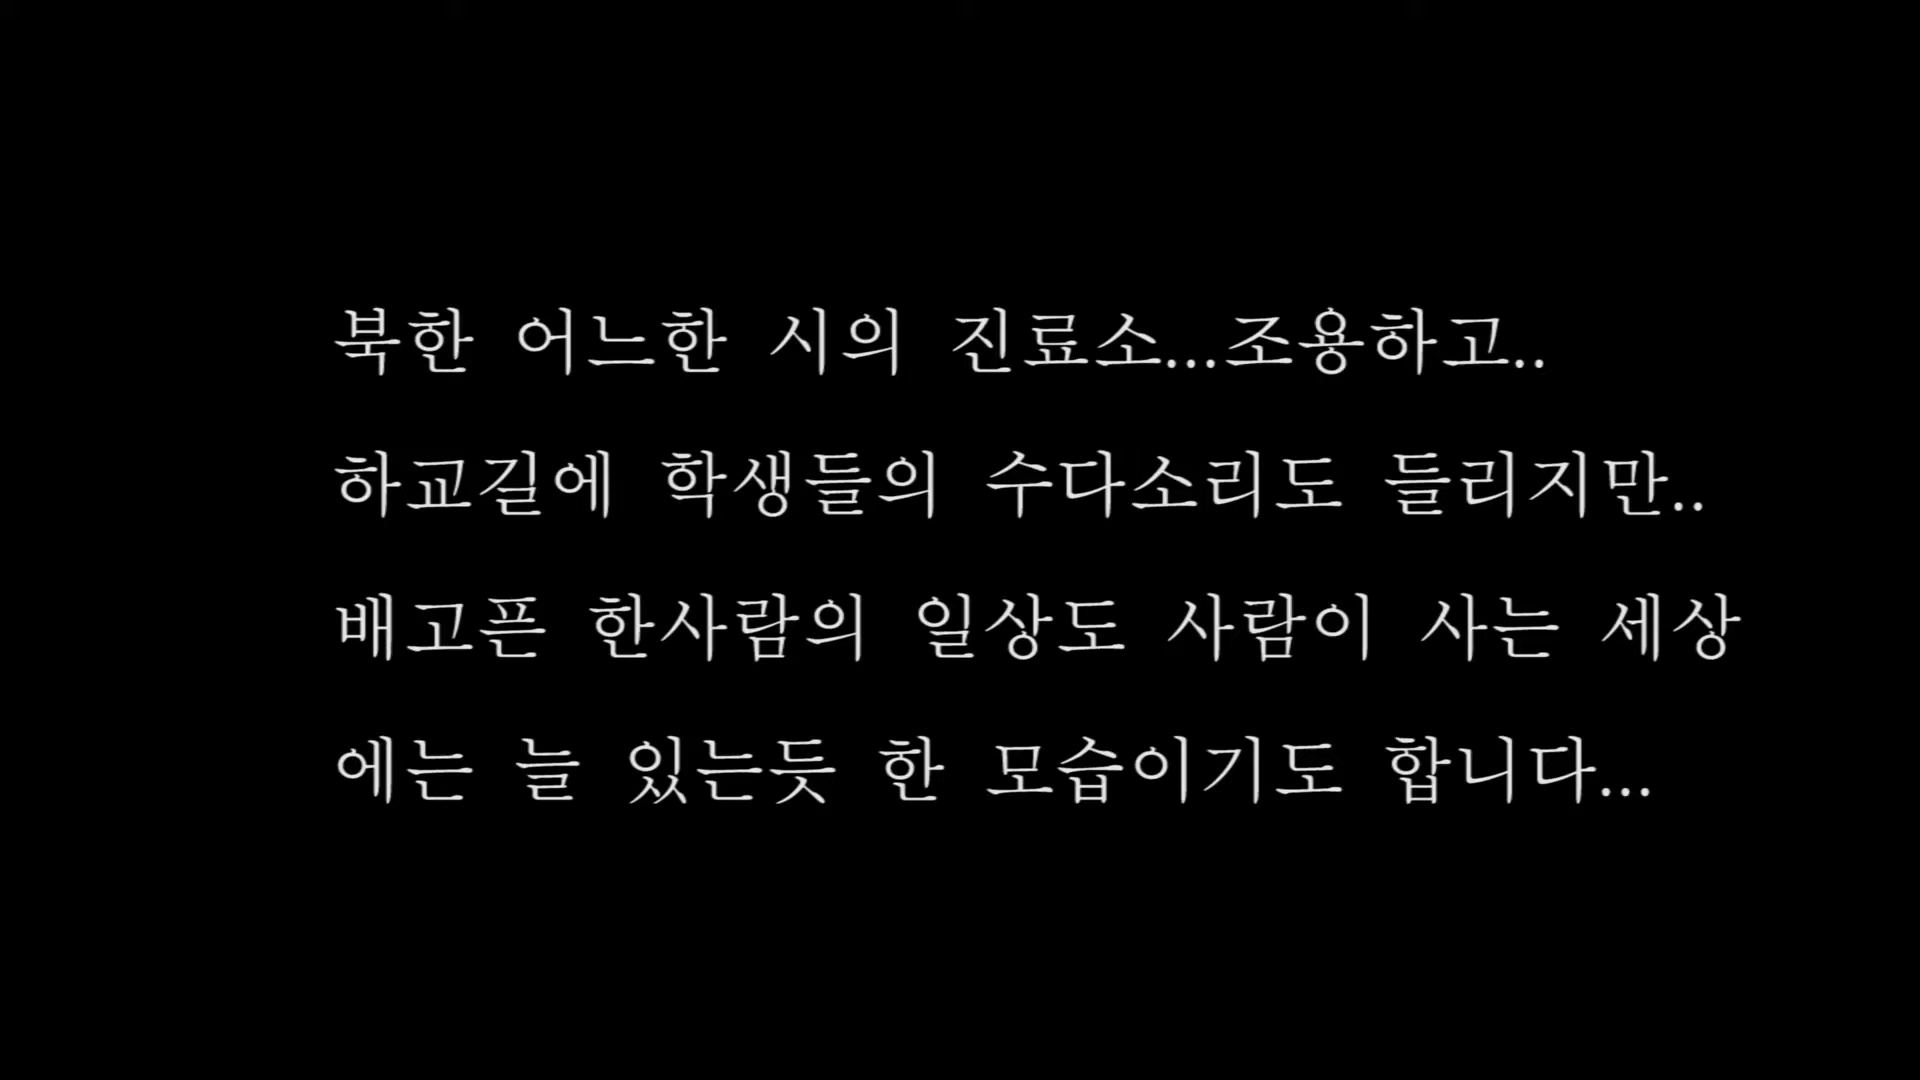 북한 어느한 시의 진료소...조용하고..
하교길에 학생들의 수다소리도 들리지만..
배고픈 한사람의 일상도 사람이 사는 세상
에는 늘 있는듯 한 모습이기도 합니다...